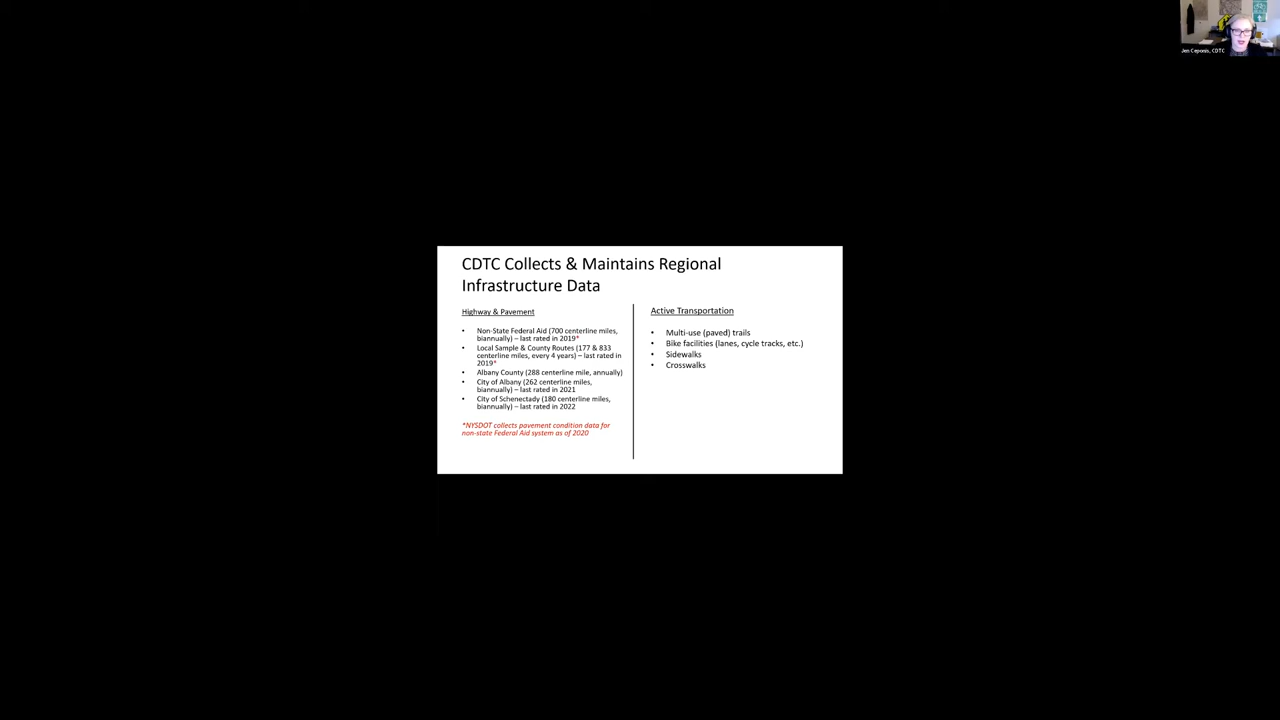 Jen Ceponis, CDTC
CDTC Collects & Maintains Regional
Infrastructure Data
Highway & Pavement
• Non-State Federal Aid (700 centerline miles,
biannually) – last rated in 2019*
• Local Sample & County Routes (177 & 833
centerline miles, every 4 years) – last rated in
2019*
• Albany County (288 centerline mile, annually)
• City of Albany (262 centerline miles,
biannually) – last rated in 2021
• City of Schenectady (180 centerline miles,
biannually) – last rated in 2022
*NYSDOT collects pavement condition data for
non-state Federal Aid system as of 2020
Active Transportation
• Multi-use (paved) trails
• Bike facilities (lanes, cycle tracks, etc.)
• Sidewalks
• Crosswalks